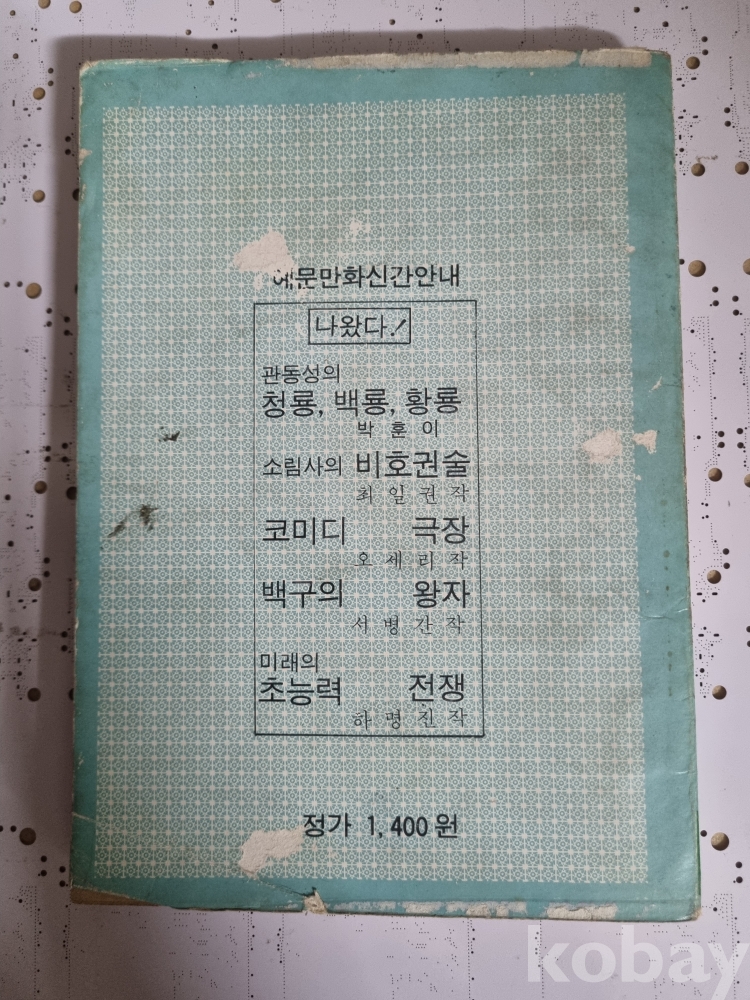 예문만화신간안내
나왔다!
관동성의
청룡, 백룡, 황룡
박 훈 이
소림사의 비호권술
최 일 권 작
코미디 극장
오 세 리 작
백구의 왕자
서 병 간 작
미래의
초능력 전쟁
하 명 진 작
정가 1,400원
kobay